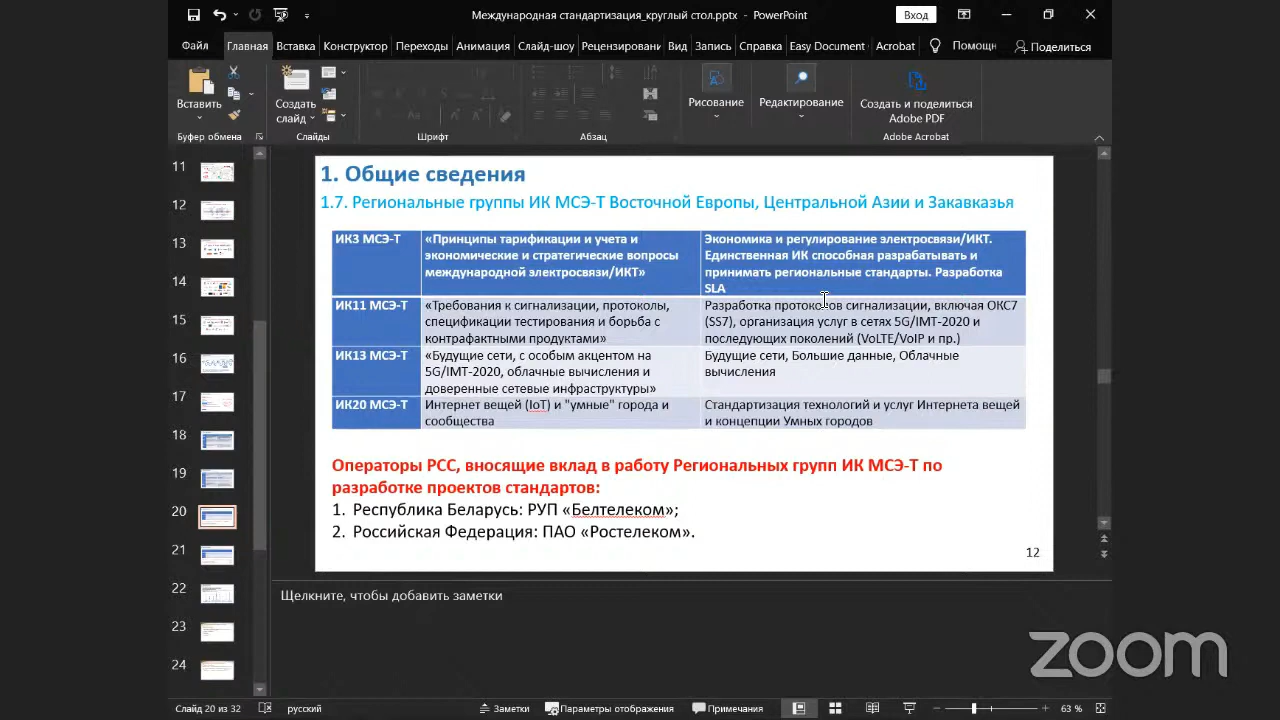 Международная стандартизация_круглый стол.pptx - PowerPoint
Вход
Файл Главная Вставка Конструктор Переходы Анимация Слайд-шоу Рецензировани Вид Запись Справка Easy Document Acrobat Помощн Поделиться
Вставить
Создать слайд
Рисование
Редактирование
Создать и поделиться Adobe PDF
Буфер обмена
Слайды
Шрифт
Абзац
Adobe Acrobat
11
12
13
14
15
16
17
18
19
20
21
22
23
24
1. Общие сведения
1.7. Региональные группы ИК МСЭ-Т Восточной Европы, Центральной Азии и Закавказья
ИК3 МСЭ-Т
«Принципы тарификации и учета и
экономические и стратегические вопросы
международной электросвязи/ИКТ»
Экономика и регулирование электросвязи/ИКТ.
Единственная ИК способная разрабатывать и
принимать региональные стандарты. Разработка
SLA
ИК11 МСЭ-Т
«Требования к сигнализации, протоколы,
спецификации тестирования и борьба с
контрафактными продуктами»
Разработка протоколов сигнализации, включая ОКС7
(SS7), организация услуг в сетях 5G/IMT-2020 и
последующих поколений (VoLTE/VoIP и пр.)
ИК13 МСЭ-Т
«Будущие сети, с особым акцентом на
5G/IMT-2020, облачные вычисления и
доверенные сетевые инфраструктуры»
Будущие сети, Большие данные, Облачные
вычисления
ИК20 МСЭ-Т
Интернет вещей (IoT) и "умные" города и
сообщества
Стандартизация технологий и услуг Интернета вещей
и концепции Умных городов
Операторы РСС, вносящие вклад в работу Региональных групп ИК МСЭ-Т по
разработке проектов стандартов:
1. Республика Беларусь: РУП «Белтелеком»;
2. Российская Федерация: ПАО «Ростелеком».
12
Щелкните, чтобы добавить заметки
zoom
Слайд 20 из 32 русский Заметки Параметры отображения Примечания 63 %